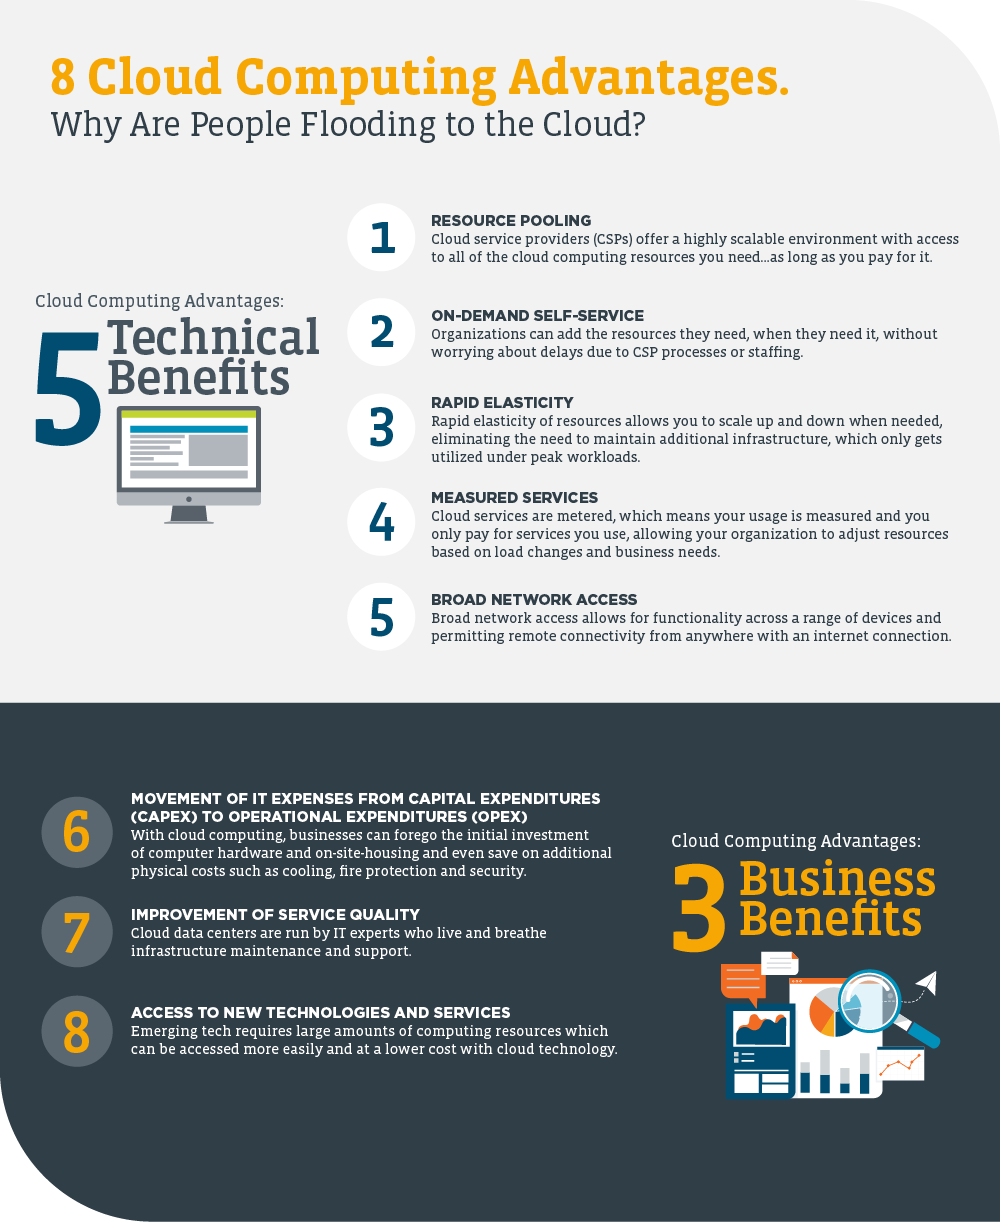 8 Cloud Computing Advantages.
Why Are People Flooding to the Cloud?
Cloud Computing Advantages:
5 Technical
Benefits
1
RESOURCE POOLING
Cloud service providers (CSPs) offer a highly scalable environment with access
to all of the cloud computing resources you need...as long as you pay for it.
2
ON-DEMAND SELF-SERVICE
Organizations can add the resources they need, when they need it, without
worrying about delays due to CSP processes or staffing.
3
RAPID ELASTICITY
Rapid elasticity of resources allows you to scale up and down when needed,
eliminating the need to maintain additional infrastructure, which only gets
utilized under peak workloads.
4
MEASURED SERVICES
Cloud services are metered, which means your usage is measured and you
only pay for services you use, allowing your organization to adjust resources
based on load changes and business needs.
5
BROAD NETWORK ACCESS
Broad network access allows for functionality across a range of devices and
permitting remote connectivity from anywhere with an internet connection.
6
MOVEMENT OF IT EXPENSES FROM CAPITAL EXPENDITURES
(CAPEX) TO OPERATIONAL EXPENDITURES (OPEX)
With cloud computing, businesses can forego the initial investment
of computer hardware and on-site-housing and even save on additional
physical costs such as cooling, fire protection and security.
7
IMPROVEMENT OF SERVICE QUALITY
Cloud data centers are run by IT experts who live and breathe
infrastructure maintenance and support.
8
ACCESS TO NEW TECHNOLOGIES AND SERVICES
Emerging tech requires large amounts of computing resources which
can be accessed more easily and at a lower cost with cloud technology.
Cloud Computing Advantages:
3 Business
Benefits